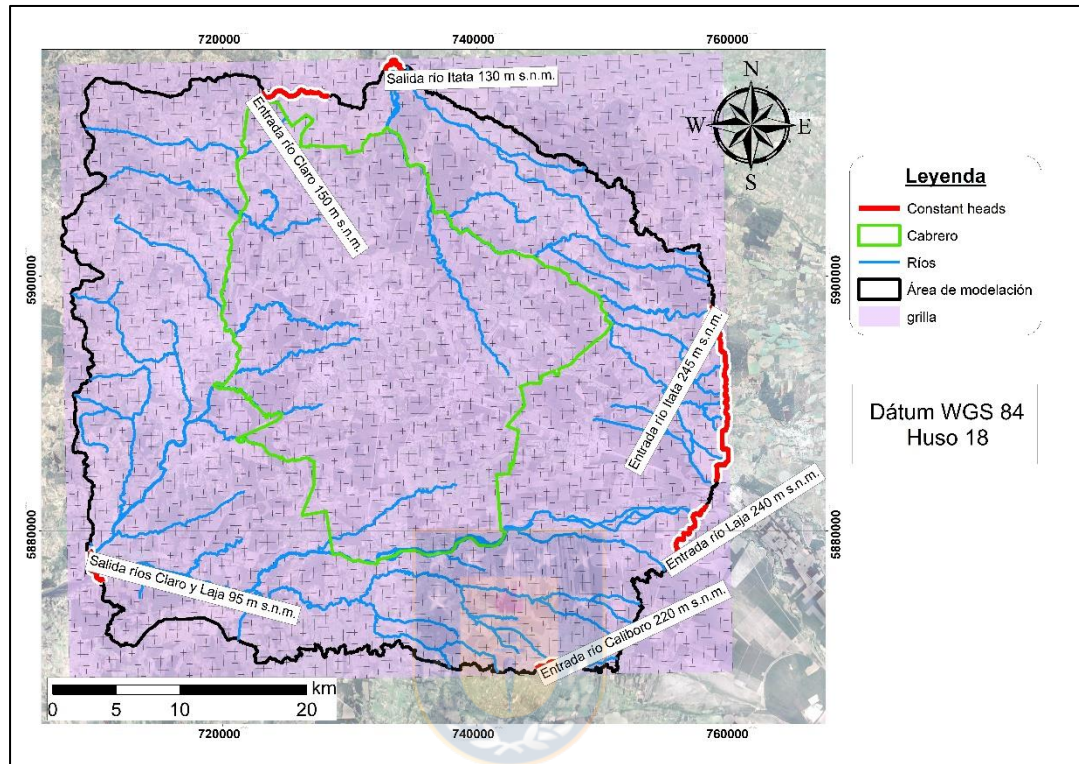 720000 740000 760000
Salida río Itata 130 m s.n.m.
Entrada río Claro 150 m s.n.m.
N
W E
S
Leyenda
Constant heads
Cabrero
Ríos
Área de modelación
grilla
5900000
5900000
Entrada río Itata 245 m s.n.m.
Dátum WGS 84
Huso 18
5880000
5880000
Entrada río Laja 240 m s.n.m.
Salida ríos Claro y Laja 95 m s.n.m.
Entrada río Caliboro 220 m s.n.m.
km
0 5 10 20
720000 740000 760000